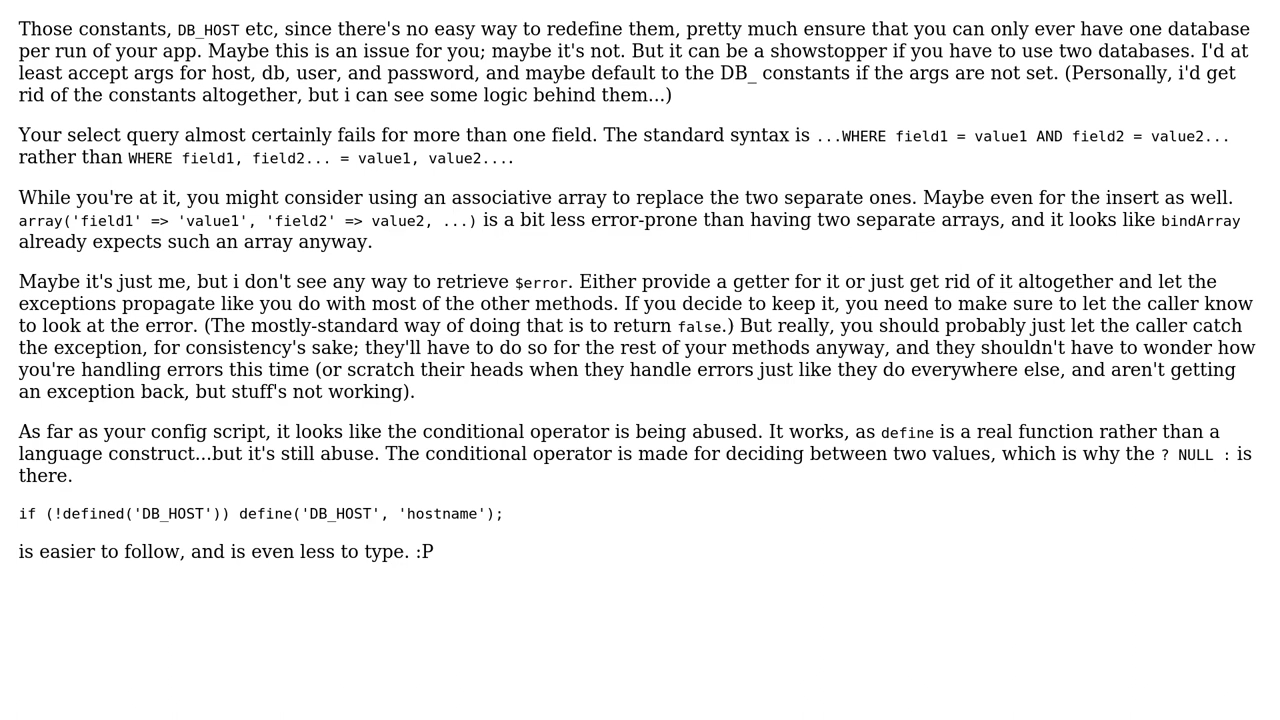 Those constants, DB_HOST etc, since there's no easy way to redefine them, pretty much ensure that you can only ever have one database
per run of your app. Maybe this is an issue for you; maybe it's not. But it can be a showstopper if you have to use two databases. I'd at
least accept args for host, db, user, and password, and maybe default to the DB_ constants if the args are not set. (Personally, i'd get
rid of the constants altogether, but i can see some logic behind them...)
Your select query almost certainly fails for more than one field. The standard syntax is ...WHERE field1 = value1 AND field2 = value2...
rather than WHERE field1, field2... = value1, value2....
While you're at it, you might consider using an associative array to replace the two separate ones. Maybe even for the insert as well.
array('field1' => 'value1', 'field2' => value2, ...) is a bit less error-prone than having two separate arrays, and it looks like bindArray
already expects such an array anyway.
Maybe it's just me, but i don't see any way to retrieve $error. Either provide a getter for it or just get rid of it altogether and let the
exceptions propagate like you do with most of the other methods. If you decide to keep it, you need to make sure to let the caller know
to look at the error. (The mostly-standard way of doing that is to return false.) But really, you should probably just let the caller catch
the exception, for consistency's sake; they'll have to do so for the rest of your methods anyway, and they shouldn't have to wonder how
you're handling errors this time (or scratch their heads when they handle errors just like they do everywhere else, and aren't getting
an exception back, but stuff's not working).
As far as your config script, it looks like the conditional operator is being abused. It works, as define is a real function rather than a
language construct...but it's still abuse. The conditional operator is made for deciding between two values, which is why the ? NULL : is
there.
if (!defined('DB_HOST')) define('DB_HOST', 'hostname');
is easier to follow, and is even less to type. :P